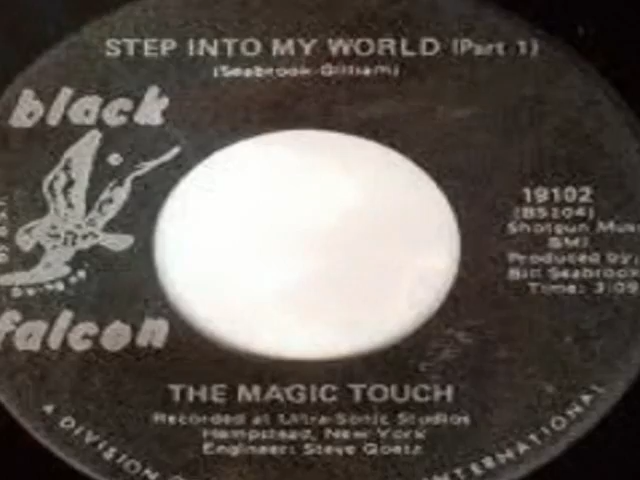 STEP INTO MY WORLD (Part 1)
(Seabrook-Gilliam)
black
falcon
19102
(BS104)
Shotgun Mus
BMI
Produced by:
Bill Seabrook
Time: 3:09
THE MAGIC TOUCH
Recorded at Ultra-Sonic Studios
Hempstead, New York
Engineer: Steve Goetz
A DIVISION
INTERNATIONAL